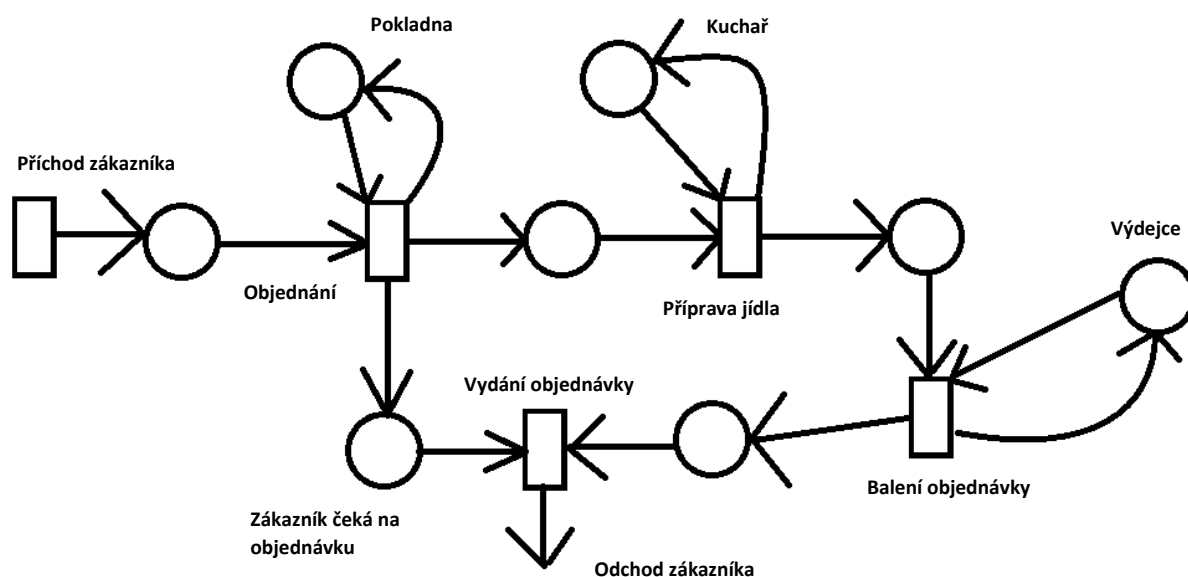 Pokladna
Kuchař
Příchod zákazníka
Výdejce
Objednání
Příprava jídla
Vydání objednávky
Balení objednávky
Zákazník čeká na
objednávku
Odchod zákazníka